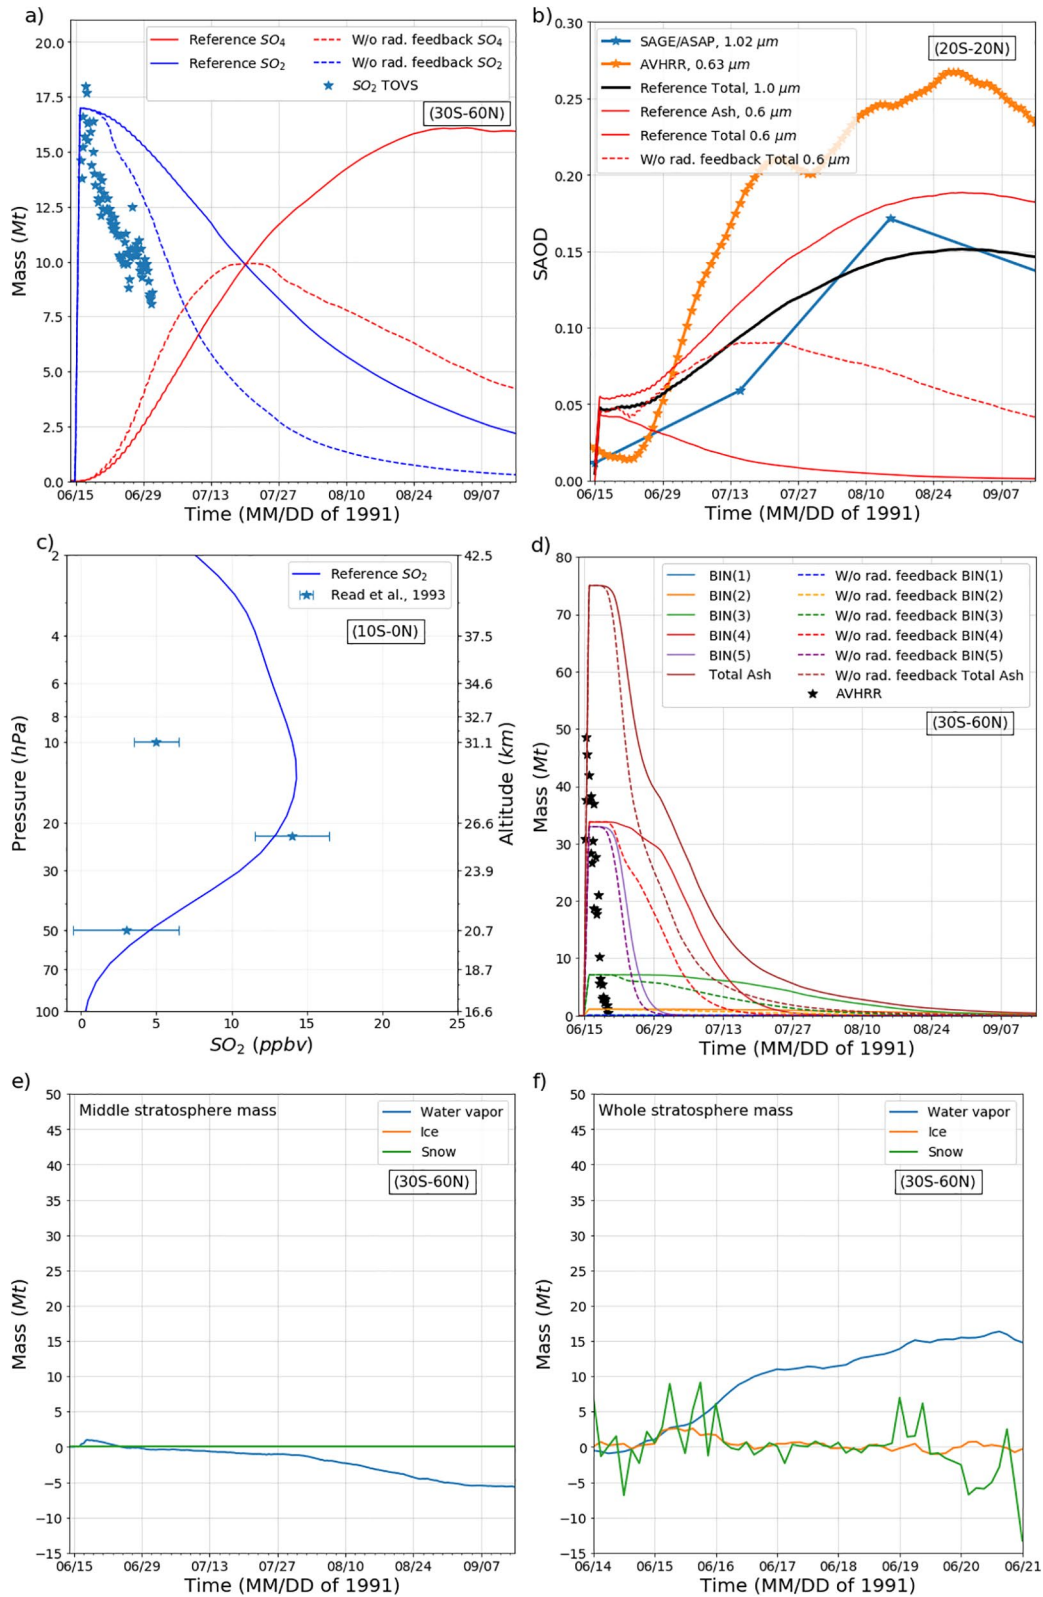 a)
Reference SO4
Reference SO2
W/o rad. feedback SO4
W/o rad. feedback SO2
SO2 TOVS
(30S-60N)
20.0
17.5
15.0
12.5
10.0
7.5
5.0
2.5
0.0
Mass (Mt)
06/15 06/29 07/13 07/27 08/10 08/24 09/07
Time (MM/DD of 1991)
b)
SAGE/ASAP, 1.02 μm
AVHRR, 0.63 μm
Reference Total, 1.0 μm
Reference Ash, 0.6 μm
Reference Total 0.6 μm
W/o rad. feedback Total 0.6 μm
(20S-20N)
0.30
0.25
0.20
0.15
0.10
0.05
0.00
SAOD
06/15 06/29 07/13 07/27 08/10 08/24 09/07
Time (MM/DD of 1991)
c)
Reference SO2
Read et al., 1993
(10S-0N)
2
4
6
8
10
20
30
50
70
100
Pressure (hPa)
42.5
37.5
34.6
32.7
31.1
26.6
23.9
20.7
18.7
16.6
Altitude (km)
0 5 10 15 20 25
SO2 (ppbv)
d)
BIN(1)
BIN(2)
BIN(3)
BIN(4)
BIN(5)
Total Ash
W/o rad. feedback BIN(1)
W/o rad. feedback BIN(2)
W/o rad. feedback BIN(3)
W/o rad. feedback BIN(4)
W/o rad. feedback BIN(5)
W/o rad. feedback Total Ash
AVHRR
(30S-60N)
80
70
60
50
40
30
20
10
0
Mass (Mt)
06/15 06/29 07/13 07/27 08/10 08/24 09/07
Time (MM/DD of 1991)
e)
Middle stratosphere mass
Water vapor
Ice
Snow
(30S-60N)
50
45
40
35
30
25
20
15
10
5
0
−5
−10
−15
Mass (Mt)
06/15 06/29 07/13 07/27 08/10 08/24 09/07
Time (MM/DD of 1991)
f)
Whole stratosphere mass
Water vapor
Ice
Snow
(30S-60N)
50
45
40
35
30
25
20
15
10
5
0
−5
−10
−15
Mass (Mt)
06/14 06/15 06/16 06/17 06/18 06/19 06/20 06/21
Time (MM/DD of 1991)